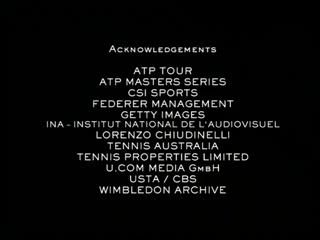 Acknowledgements
ATP TOUR
ATP MASTERS SERIES
CSI SPORTS
FEDERER MANAGEMENT
GETTY IMAGES
INA - INSTITUT NATIONAL DE L'AUDIOVISUEL
LORENZO CHIUDINELLI
TENNIS AUSTRALIA
TENNIS PROPERTIES LIMITED
U.COM MEDIA GmbH
USTA / CBS
WIMBLEDON ARCHIVE